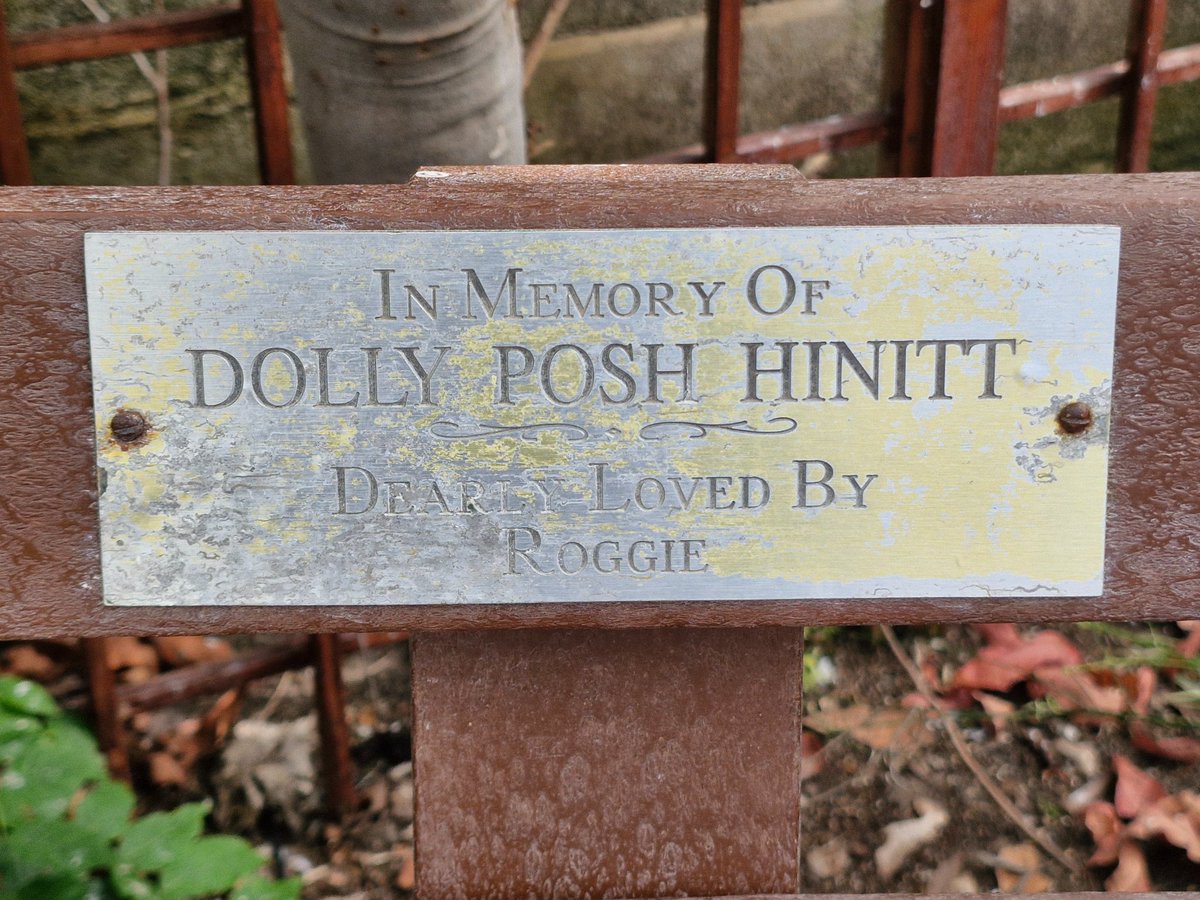 In Memory Of
DOLLY POSH HINITT
Dearly Loved By
Roggie